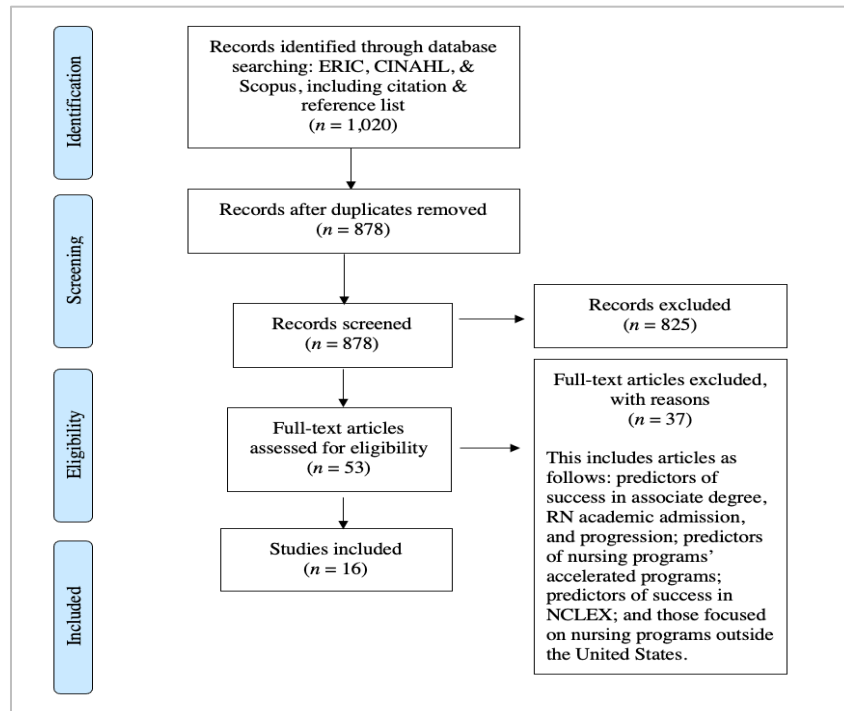 Identification
Records identified through database
searching: ERIC, CINAHL, &
Scopus, including citation &
reference list
(n = 1,020)
Screening
Records after duplicates removed
(n = 878)
Records screened
(n = 878)
Records excluded
(n = 825)
Eligibility
Full-text articles
assessed for eligibility
(n = 53)
Full-text articles excluded,
with reasons
(n = 37)
This includes articles as
follows: predictors of
success in associate degree,
RN academic admission,
and progression; predictors
of nursing programs’
accelerated programs;
predictors of success in
NCLEX; and those focused
on nursing programs outside
the United States.
Included
Studies included
(n = 16)